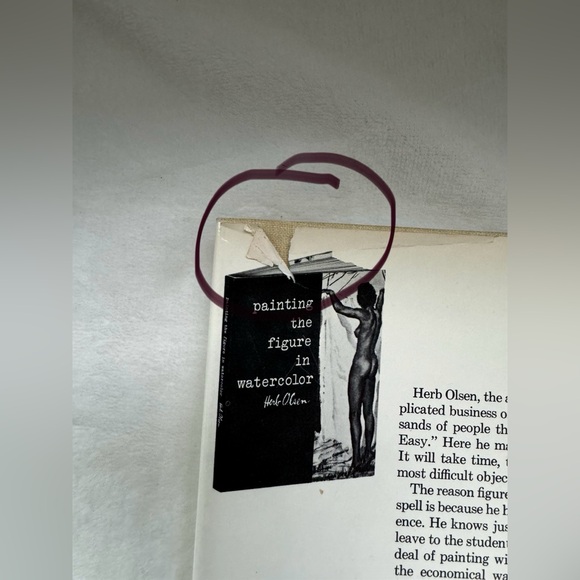 painting
the
figure
in
watercolor
Herb Olsen
Herb Olsen, the a
plicated business o
sands of people th
Easy." Here he ma
It will take time,
most difficult objec
The reason figure
spell is because he h
ence. He knows jus
leave to the studen
deal of painting wi
the economical wa